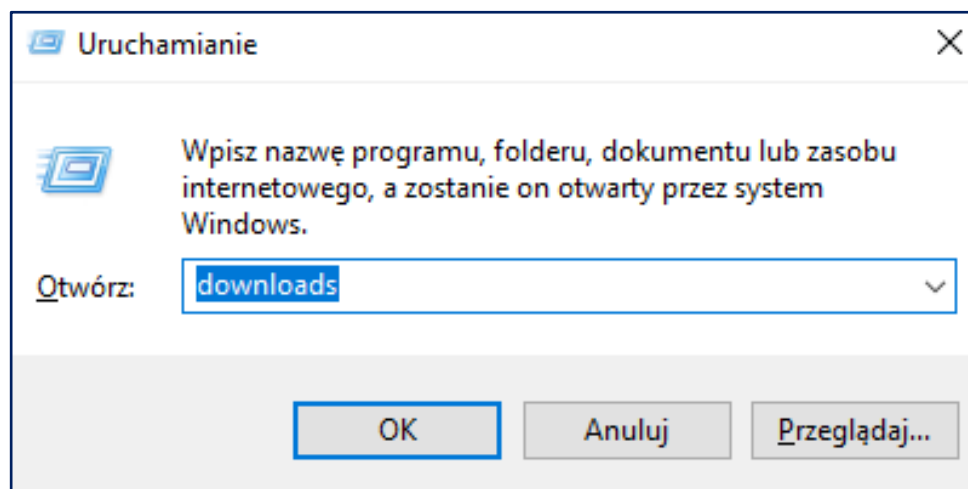 Uruchamianie
Wpisz nazwę programu, folderu, dokumentu lub zasobu
internetowego, a zostanie on otwarty przez system
Windows.
Otwórz: downloads
OK Anuluj Przeglądaj...